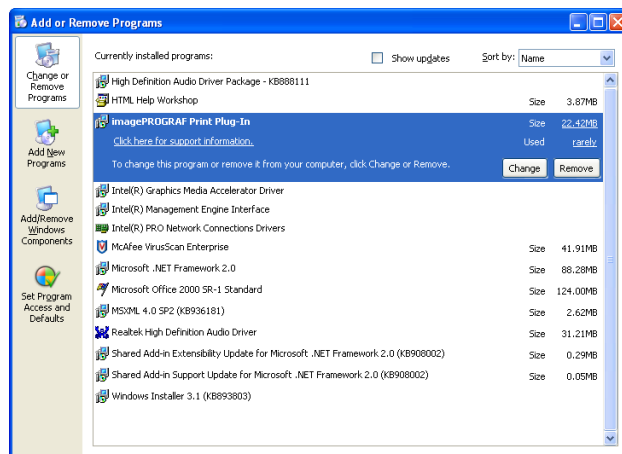 Add or Remove Programs
Change or
Remove
Programs
Add New
Programs
Add/Remove
Windows
Components
Set Program
Access and
Defaults
Currently installed programs:
Show updates
Sort by: Name
High Definition Audio Driver Package - KB888111
HTML Help Workshop Size 3.87MB
imagePROGRAF Print Plug-In Size 22.42MB
Click here for support information. Used rarely
To change this program or remove it from your computer, click Change or Remove. Change Remove
Intel(R) Graphics Media Accelerator Driver
Intel(R) Management Engine Interface
Intel(R) PRO Network Connections Drivers
McAfee VirusScan Enterprise Size 41.91MB
Microsoft .NET Framework 2.0 Size 88.28MB
Microsoft Office 2000 SR-1 Standard Size 124.00MB
MSXML 4.0 SP2 (KB936181) Size 2.62MB
Realtek High Definition Audio Driver Size 31.21MB
Shared Add-in Extensibility Update for Microsoft .NET Framework 2.0 (KB908002) Size 0.29MB
Shared Add-in Support Update for Microsoft .NET Framework 2.0 (KB908002) Size 0.05MB
Windows Installer 3.1 (KB893803)